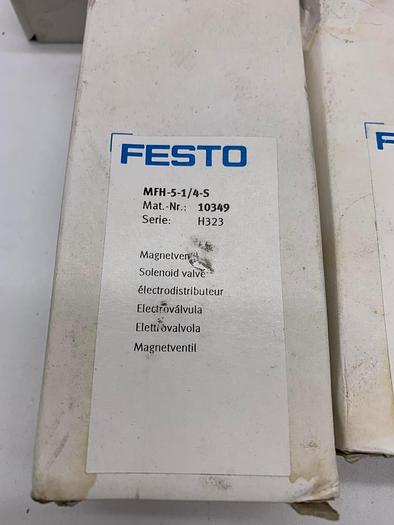 FESTO
MFH-5-1/4-S
Mat.-Nr.: 10349
Serie: H323
Solenoid valve
électrodistributeur
Electroválvula
Elettrovalvola
Magnetventil
F